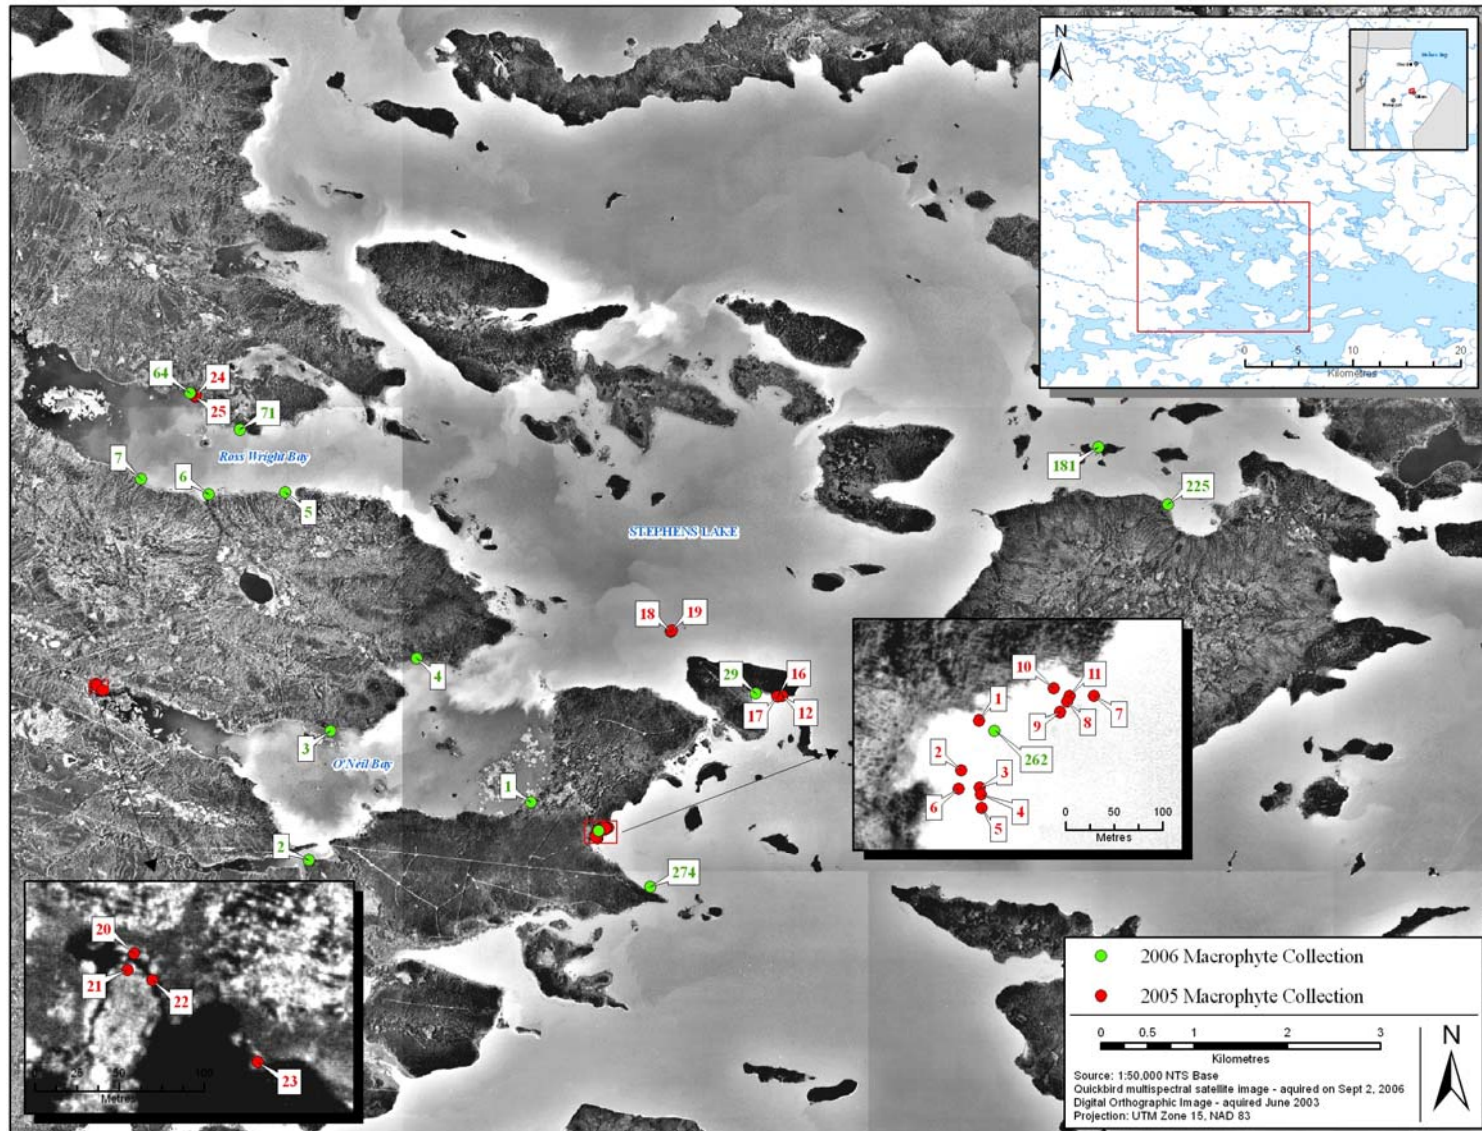 N
0 5 10 20
Kilometres
64
24
25
71
Ross Wright Bay
7
6
5
181
225
STEPHENS LAKE
18
19
4
29
16
17
12
3
O'Neil Bay
1
2
274
10
11
1
7
9
8
262
2
3
6
4
5
0 50 100
Metres
20
21
22
23
0 25 50 100
Metres
2006 Macrophyte Collection
2005 Macrophyte Collection
0 0.5 1 2 3
Kilometres
N
Source: 1:50,000 NTS Base
Quickbird multispectral satellite image - aquired on Sept 2, 2006
Digital Orthographic Image - aquired June 2003
Projection: UTM Zone 15, NAD 83